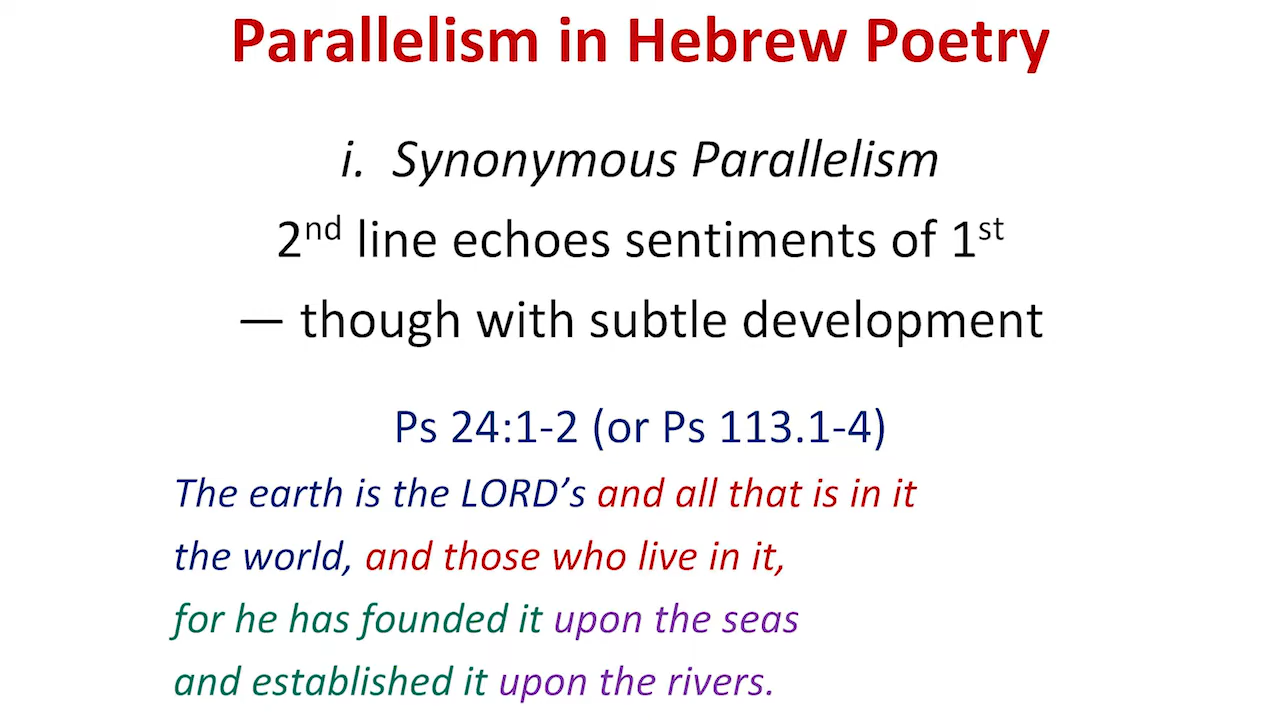 Parallelism in Hebrew Poetry
i. Synonymous Parallelism
2nd line echoes sentiments of 1st
— though with subtle development
Ps 24:1-2 (or Ps 113.1-4)
The earth is the LORD’s and all that is in it
the world, and those who live in it,
for he has founded it upon the seas
and established it upon the rivers.